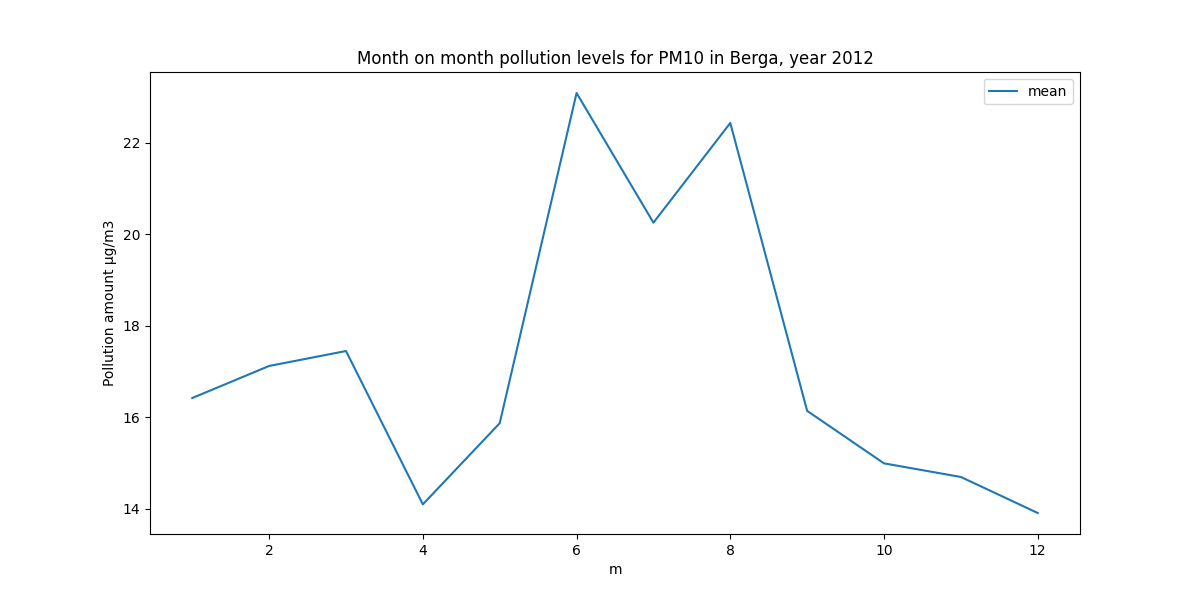 Month on month pollution levels for PM10 in Berga, year 2012
mean
Pollution amount µg/m3
22
20
18
16
14
2 4 6 8 10 12
m